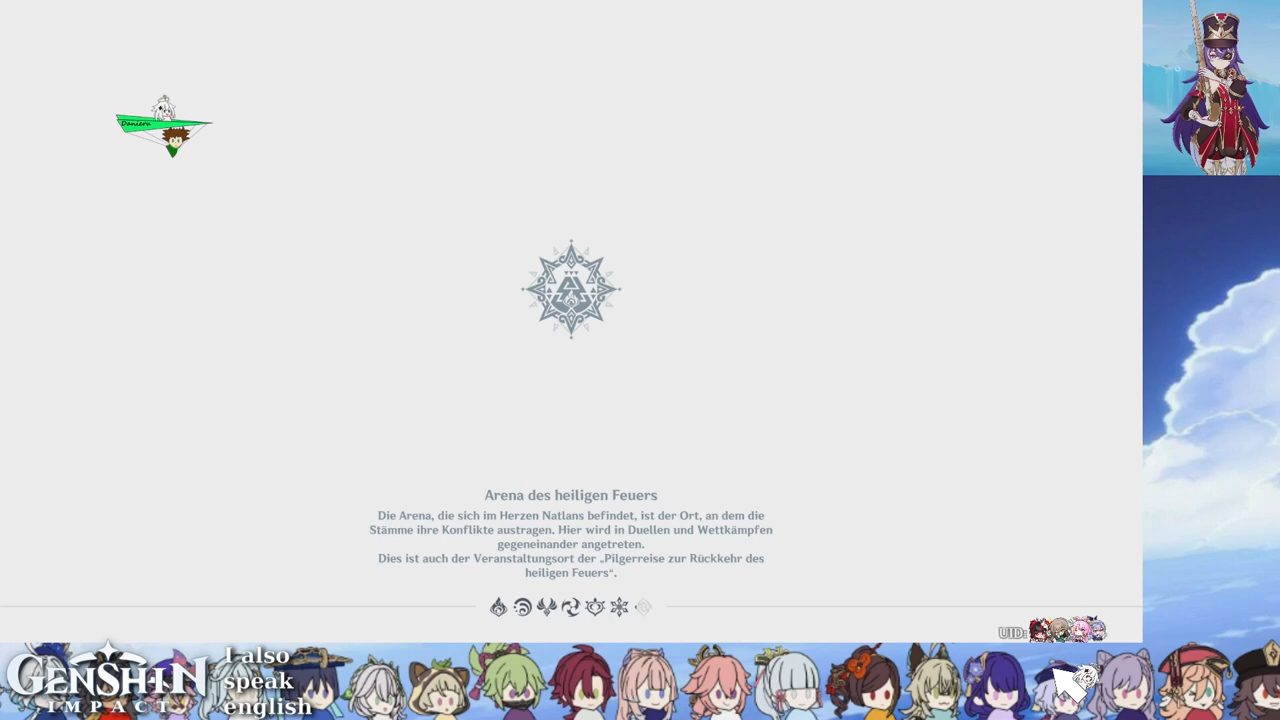 Danieru
Arena des heiligen Feuers
Die Arena, die sich im Herzen Natlans befindet, ist der Ort, an dem die
Stämme ihre Konflikte austragen. Hier wird in Duellen und Wettkämpfen
gegeneinander angetreten.
Dies ist auch der Veranstaltungsort der „Pilgerreise zur Rückkehr des
heiligen Feuers“.
UID:
GENSHIN
IMPACT
I also
speak
english